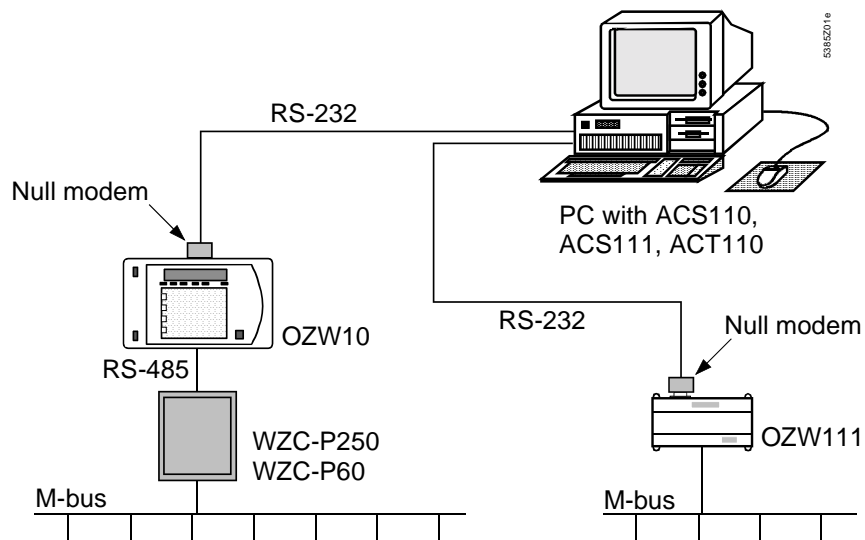 5385Z01e
RS-232
Null modem
PC with ACS110,
ACS111, ACT110
OZW10
RS-232
Null modem
RS-485
OZW111
WZC-P250
WZC-P60
M-bus
M-bus